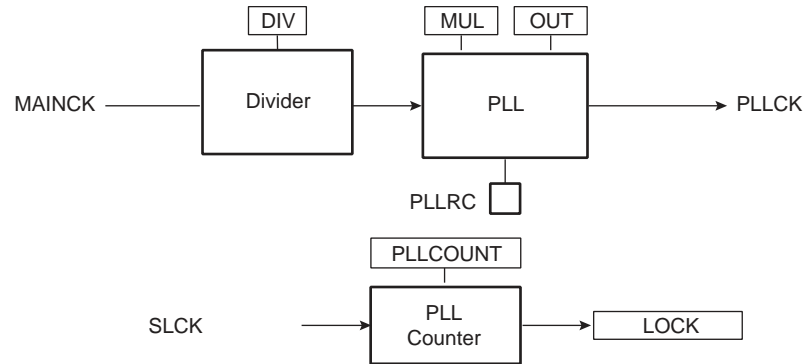 DIV
MUL
OUT
MAINCK
Divider
PLL
PLLCK
PLLRC
PLLCOUNT
SLCK
PLL
Counter
LOCK